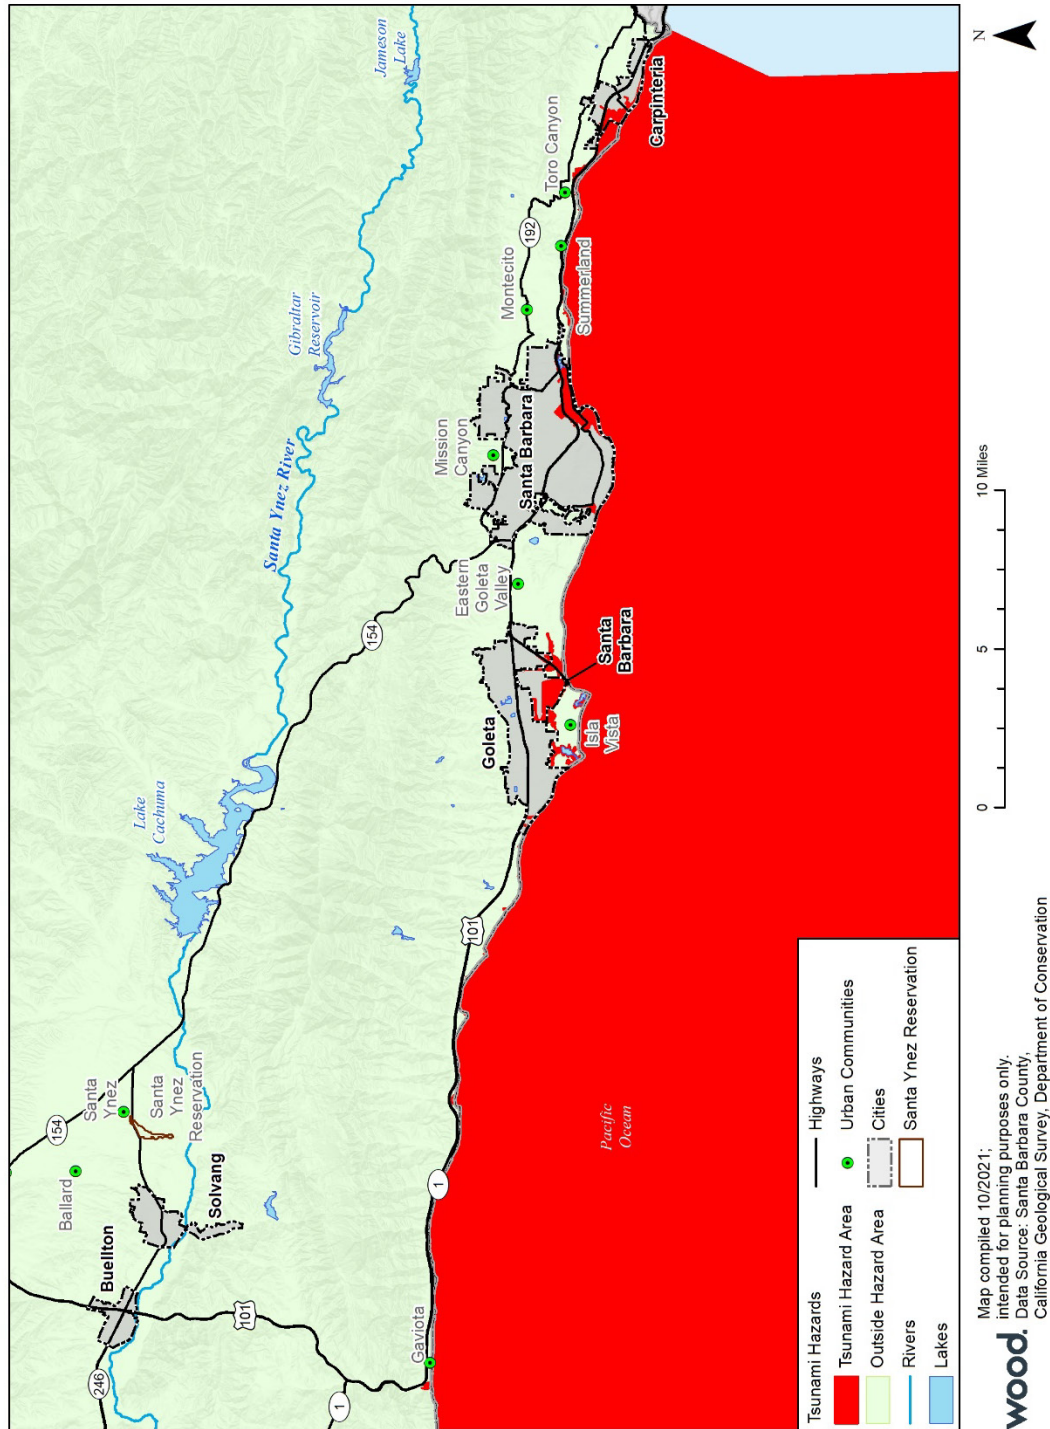 Jameson
Lake
Gibraltar
Reservoir
Santa Ynez River
Lake
Cachuma
154
Santa
Ynez
Santa
Ynez
Reservation
154
Ballard
Solvang
Buellton
246
101
1
Gaviota
1
101
Goleta
Eastern
Goleta
Valley
Santa
Barbara
Isla
Vista
Mission
Canyon
Santa Barbara
Montecito
192
Summerland
Toro Canyon
Carpinteria
Pacific
Ocean
Tsunami Hazards
Tsunami Hazard Area
Outside Hazard Area
Rivers
Lakes
Highways
Urban Communities
Cities
Santa Ynez Reservation
0
5
10 Miles
N
wood.
Map compiled 10/2021;
intended for planning purposes only.
Data Source: Santa Barbara County,
California Geological Survey, Department of Conservation